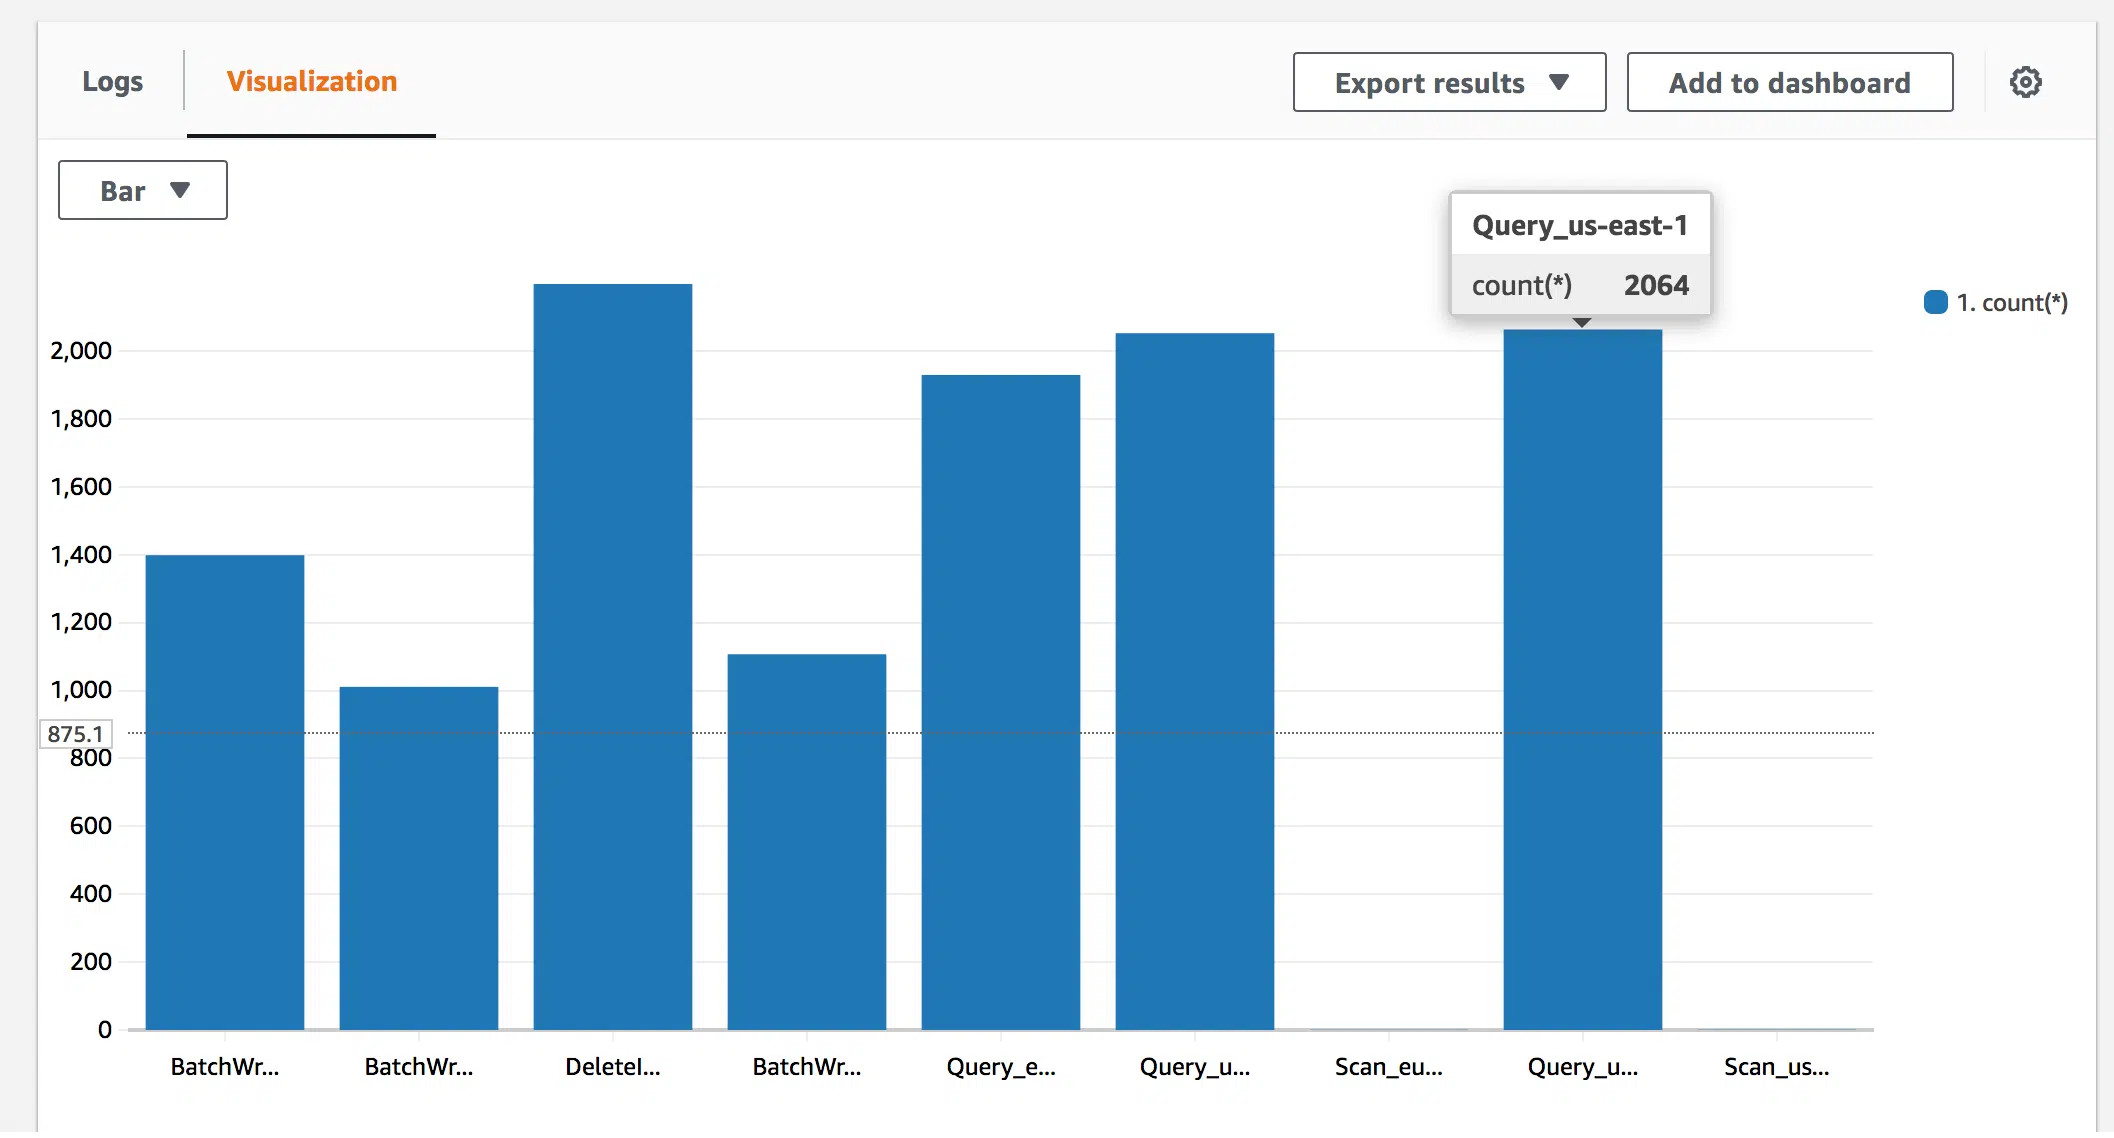 Logs
Visualization
Export results
Add to dashboard
Bar
Query_us-east-1
count(*) 2064
1. count(*)
2,000
1,800
1,600
1,400
1,200
1,000
875.1
800
600
400
200
0
BatchWr... BatchWr... DeleteI... BatchWr... Query_e... Query_u... Scan_eu... Query_u... Scan_us...